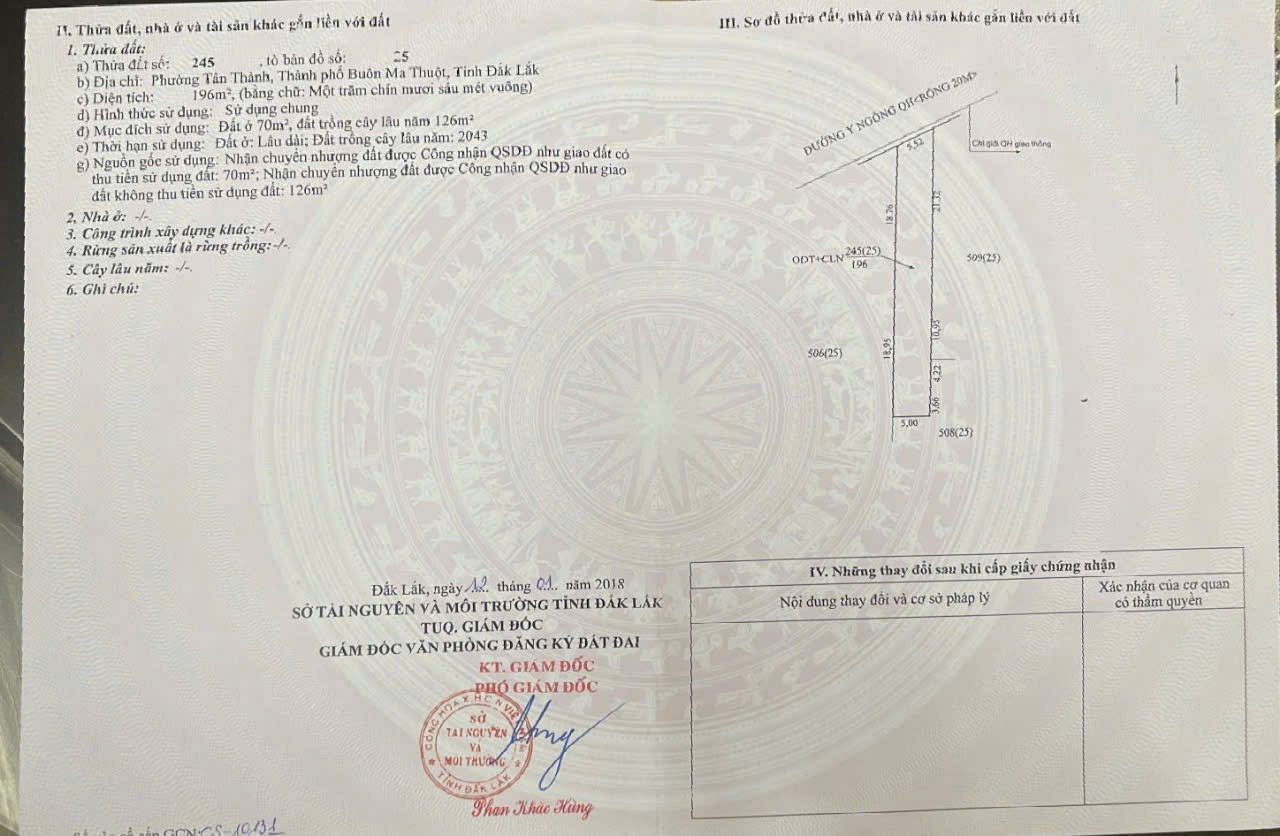 II. Thửa đất, nhà ở và tài sản khác gắn liền với đất
1. Thửa đất:
a) Thửa đất số: 245 , tờ bản đồ số: 25
b) Địa chỉ: Phường Tân Thành, Thành phố Buôn Ma Thuột, Tỉnh Đắk Lắk
c) Diện tích: 196m², (bằng chữ: Một trăm chín mươi sáu mét vuông)
d) Hình thức sử dụng: Sử dụng chung
đ) Mục đích sử dụng: Đất ở 70m², đất trồng cây lâu năm 126m²
e) Thời hạn sử dụng: Đất ở: Lâu dài; Đất trồng cây lâu năm: 2043
g) Nguồn gốc sử dụng: Nhận chuyển nhượng đất được Công nhận QSDĐ như giao đất có
thu tiền sử dụng đất: 70m²; Nhận chuyển nhượng đất được Công nhận QSDĐ như giao
đất không thu tiền sử dụng đất: 126m²
2. Nhà ở: -/-.
3. Công trình xây dựng khác: -/-.
4. Rừng sản xuất là rừng trồng: -/-.
5. Cây lâu năm: -/-.
6. Ghi chú:
Đắk Lắk, ngày 12 tháng 01 năm 2018
SỞ TÀI NGUYÊN VÀ MÔI TRƯỜNG TỈNH ĐẮK LẮK
TUQ. GIÁM ĐỐC
GIÁM ĐỐC VĂN PHÒNG ĐĂNG KÝ ĐẤT ĐAI
KT. GIÁM ĐỐC
PHÓ GIÁM ĐỐC
SỞ
TÀI NGUYÊN
VÀ
MÔI TRƯỜNG
TỈNH ĐẮK LẮK
Phan Khắc Hùng
GCN:CS-10131
III. Sơ đồ thửa đất, nhà ở và tài sản khác gắn liền với đất
ĐƯỜNG Y NGÔNG QH<RỘNG 20M>
5.52
Chỉ giới QH giao thông
18.76
21.32
ODT+CLN 245(25)
196
509(25)
18,95
10,95
506(25)
4,22
3,66
5,00
508(25)
IV. Những thay đổi sau khi cấp giấy chứng nhận
Nội dung thay đổi và cơ sở pháp lý
Xác nhận của cơ quan
có thẩm quyền